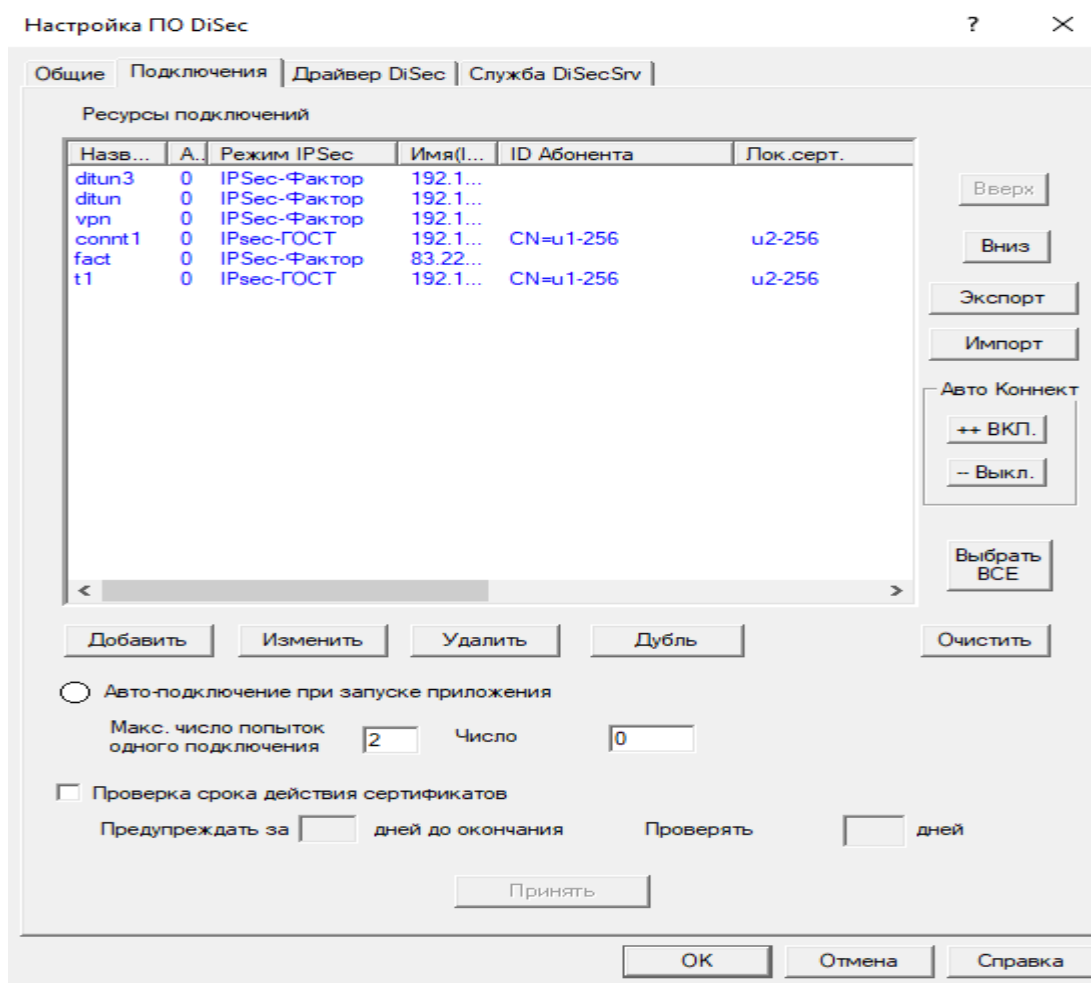 Настройка ПО DiSec ? ×
Общие Подключения Драйвер DiSec Служба DiSecSrv
Ресурсы подключений
Назв... А.. Режим IPSec Имя(I... ID Абонента Лок.серт.
ditun3 0 IPSec-Фактор 192.1...
ditun 0 IPSec-Фактор 192.1...
vpn 0 IPSec-Фактор 192.1...
connt1 0 IPsec-ГОСТ 192.1... CN=u1-256 u2-256
fact 0 IPSec-Фактор 83.22...
t1 0 IPsec-ГОСТ 192.1... CN=u1-256 u2-256
Вверх
Вниз
Экспорт
Импорт
Авто Коннект
++ ВКЛ.
-- Выкл.
Выбрать
ВСЕ
Добавить Изменить Удалить Дубль Очистить
Авто-подключение при запуске приложения
Макс. число попыток
одного подключения 2 Число 0
Проверка срока действия сертификатов
Предупреждать за дней до окончания Проверять дней
Принять
OK Отмена Справка